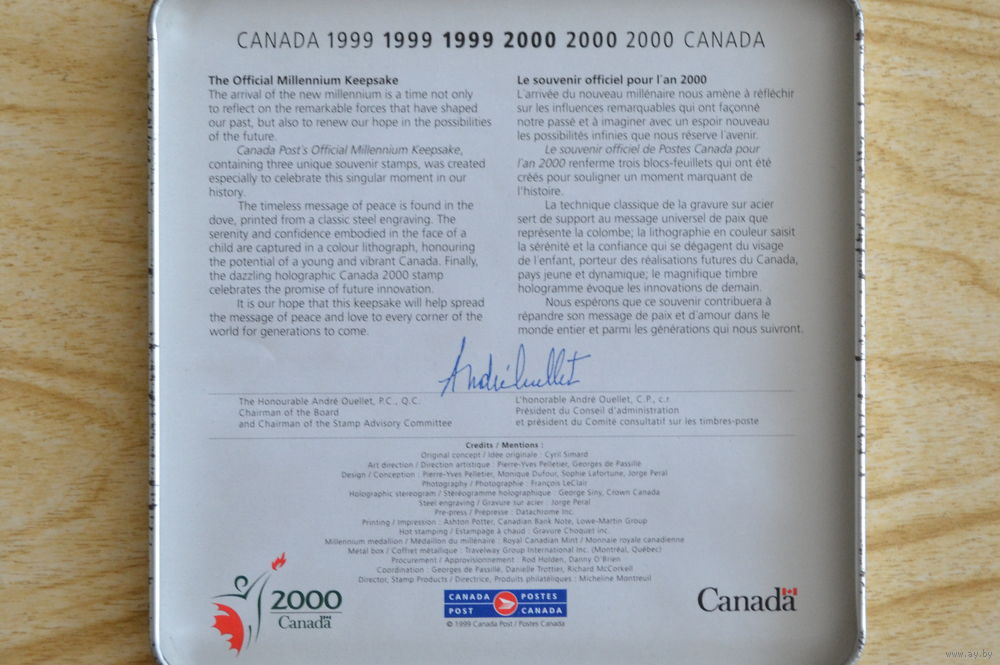 CANADA 1999 1999 1999 2000 2000 2000 CANADA
The Official Millennium Keepsake
The arrival of the new millennium is a time not only
to reflect on the remarkable forces that have shaped
our past, but also to renew our hope in the possibilities
of the future.
Canada Post's Official Millennium Keepsake,
containing three unique souvenir stamps, was created
especially to celebrate this singular moment in our
history.
The timeless message of peace is found in the
dove, printed from a classic steel engraving. The
serenity and confidence embodied in the face of a
child are captured in a colour lithograph, honouring
the potential of a young and vibrant Canada. Finally,
the dazzling holographic Canada 2000 stamp
celebrates the promise of future innovation.
It is our hope that this keepsake will help spread
the message of peace and love to every corner of the
world for generations to come.
Le souvenir officiel pour l'an 2000
L'arrivée du nouveau millénaire nous amène à réfléchir
sur les influences remarquables qui ont façonné
notre passé et à imaginer avec un espoir nouveau
les possibilités infinies que nous réserve l'avenir.
Le souvenir officiel de Postes Canada pour
l'an 2000 renferme trois blocs-feuillets qui ont été
créés pour souligner un moment marquant de
l'histoire.
La technique classique de la gravure sur acier
sert de support au message universel de paix que
représente la colombe; la lithographie en couleur saisit
la sérénité et la confiance qui se dégagent du visage
de l'enfant, porteur des réalisations futures du Canada,
pays jeune et dynamique; le magnifique timbre
hologramme évoque les innovations de demain.
Nous espérons que ce souvenir contribuera à
répandre son message de paix et d'amour dans le
monde entier et parmi les générations qui nous suivront.
André Ouellet
The Honourable André Ouellet, P.C., Q.C.
Chairman of the Board
and Chairman of the Stamp Advisory Committee
L'honorable André Ouellet, C.P., c.r.
Président du Conseil d'administration
et président du Comité consultatif sur les timbres-poste
Credits / Mentions :
Original concept / Idée originale : Cyril Simard
Art direction / Direction artistique : Pierre-Yves Pelletier, Georges de Passillé
Design / Conception : Pierre-Yves Pelletier, Monique Dufour, Sophie Lafortune, Jorge Peral
Photography / Photographie : François LeClair
Holographic stereogram / Stéréogramme holographique : George Siny, Crown Canada
Steel engraving / Gravure sur acier : Jorge Peral
Pre-press / Prépresse : Datachrome Inc.
Printing / Impression : Ashton Potter, Canadian Bank Note, Lowe-Martin Group
Hot stamping / Estampage à chaud : Gravure Choquet inc.
Millennium medallion / Médaillon du millénaire : Royal Canadian Mint / Monnaie royale canadienne
Metal box / Coffret métallique : Travelway Group International Inc. (Montréal, Québec)
Procurement / Approvisionnement : Rod Holden, Danny O'Brien
Coordination : Georges de Passillé, Danielle Trottier, Richard McCorkell
Director, Stamp Products / Directrice, Produits philatéliques : Micheline Montreuil
2000
Canada
CANADA POST
POSTES CANADA
© 1999 Canada Post / Postes Canada
Canada
www.ay.by